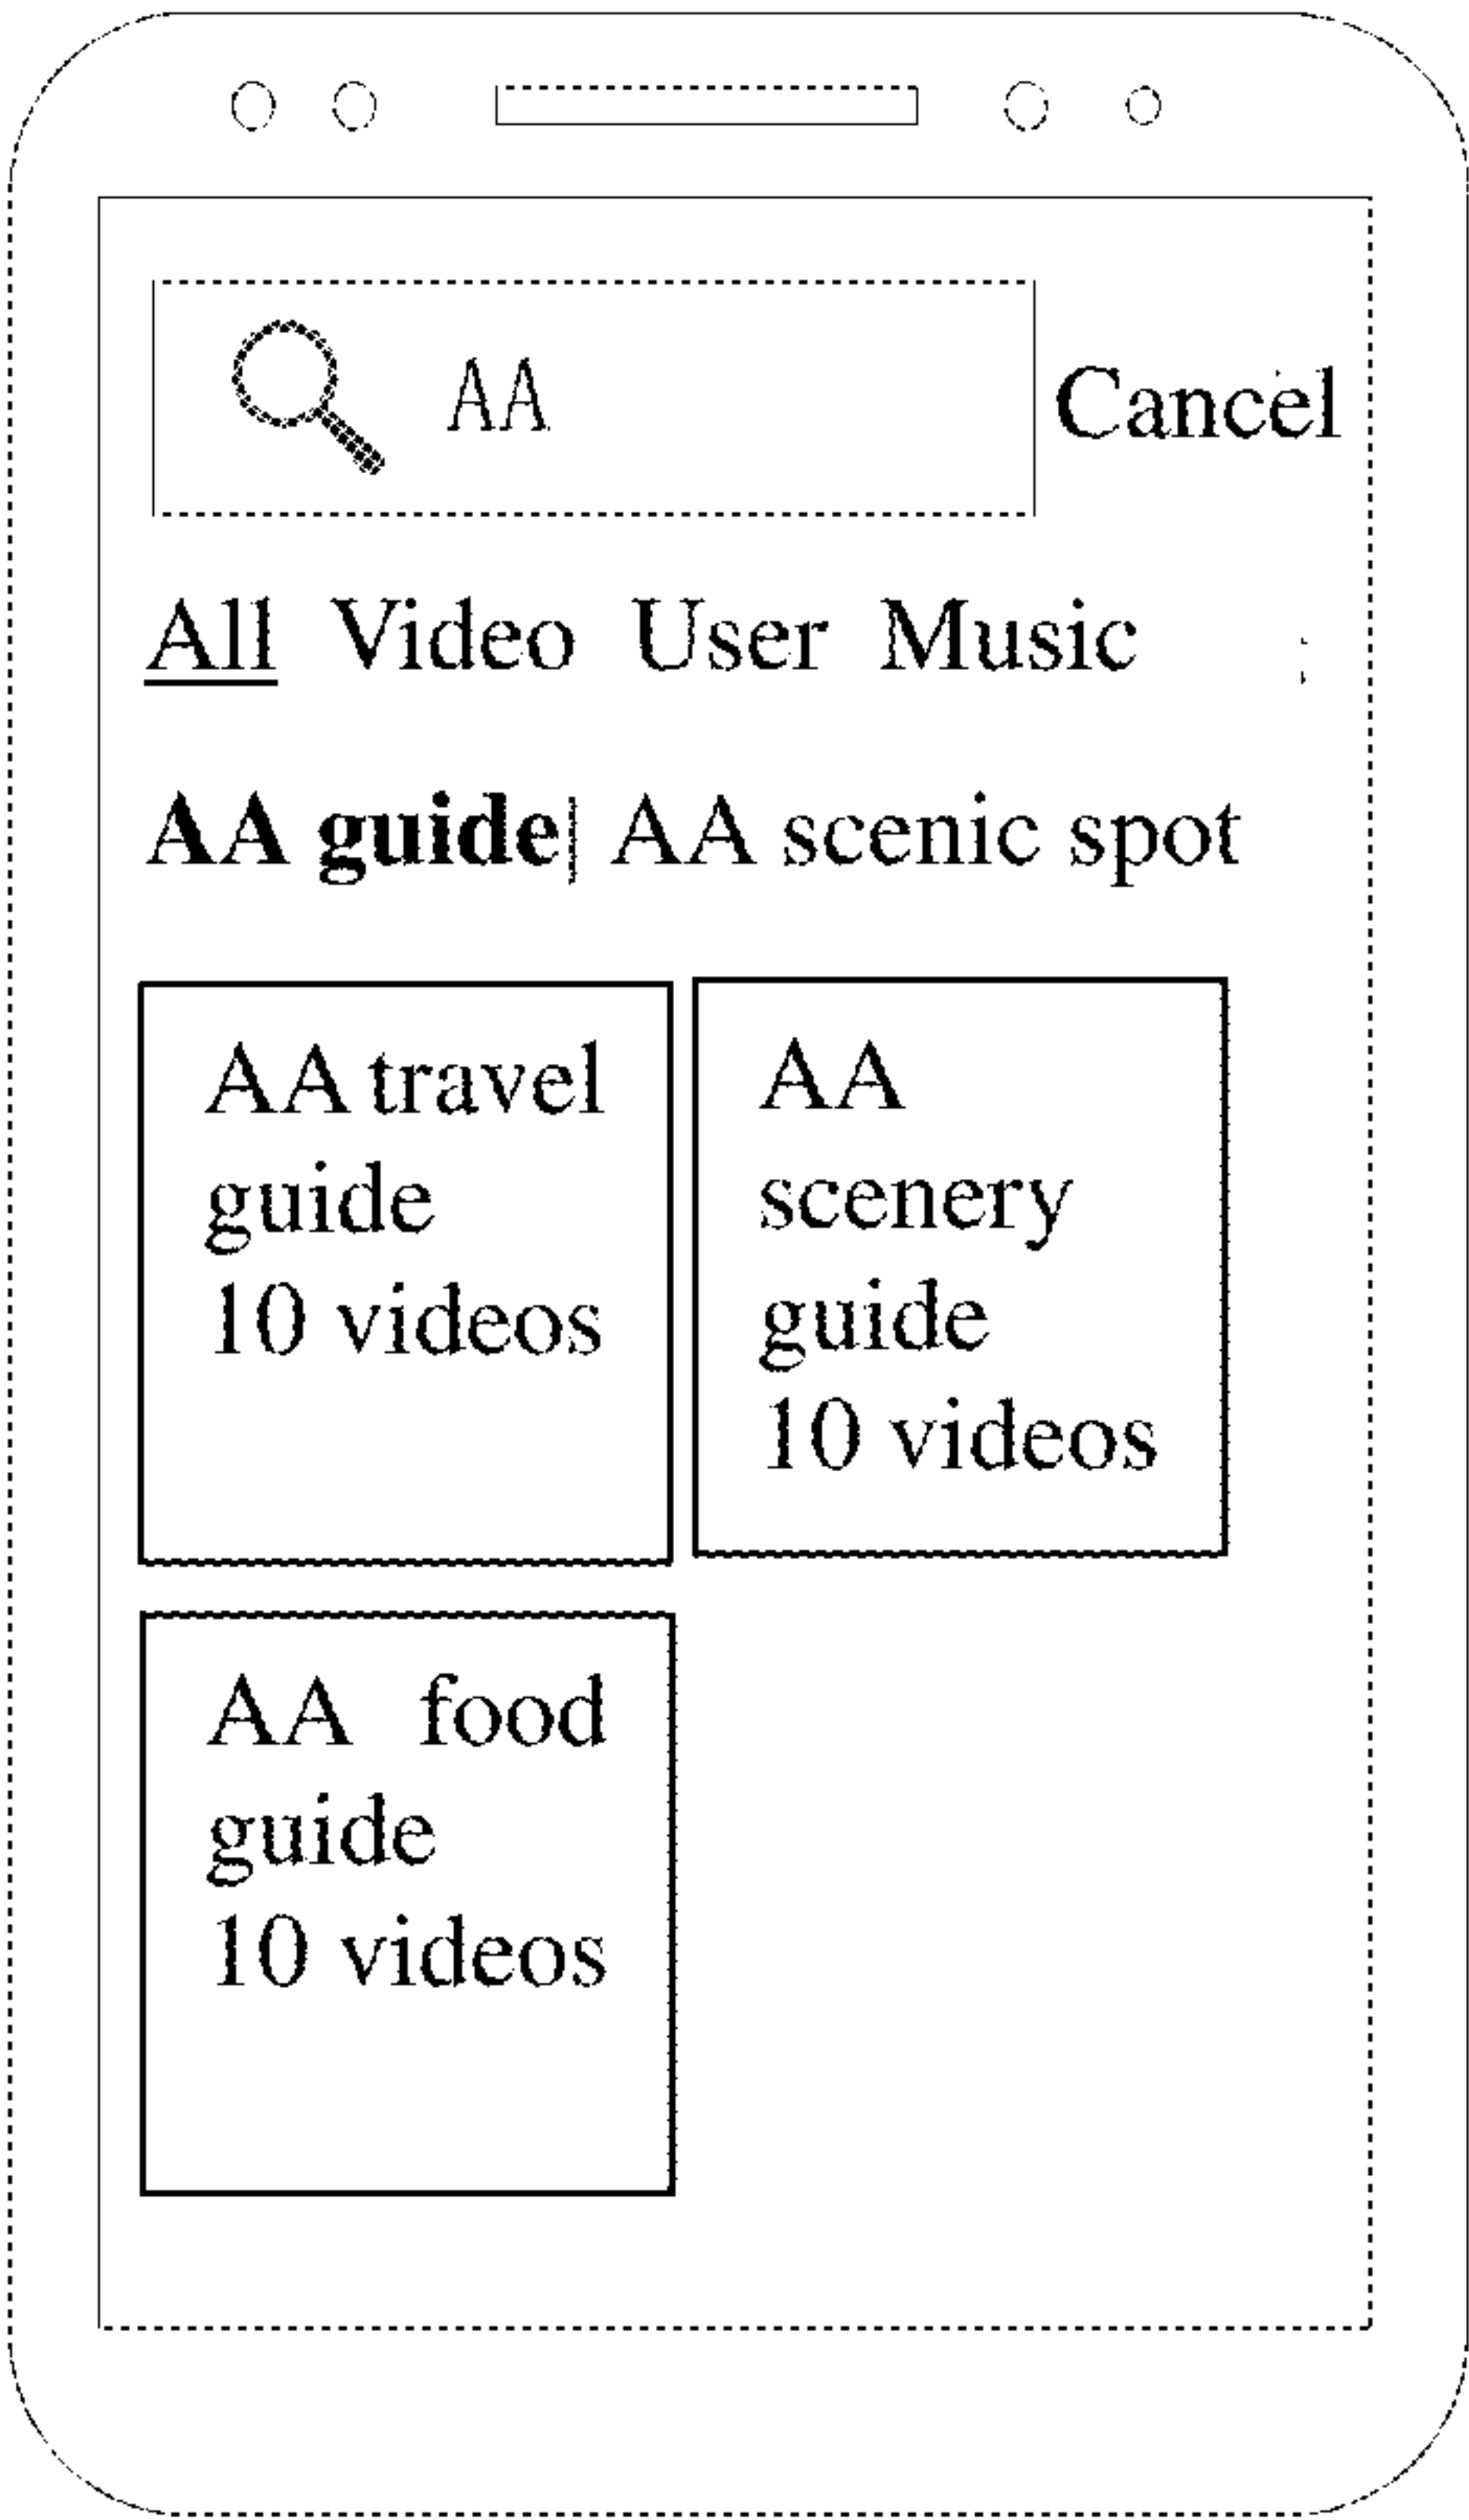 AA Cancel
All Video User Music
AA guide| AA scenic spot
AA travel
guide
10 videos
AA
scenery
guide
10 videos
AA food
guide
10 videos